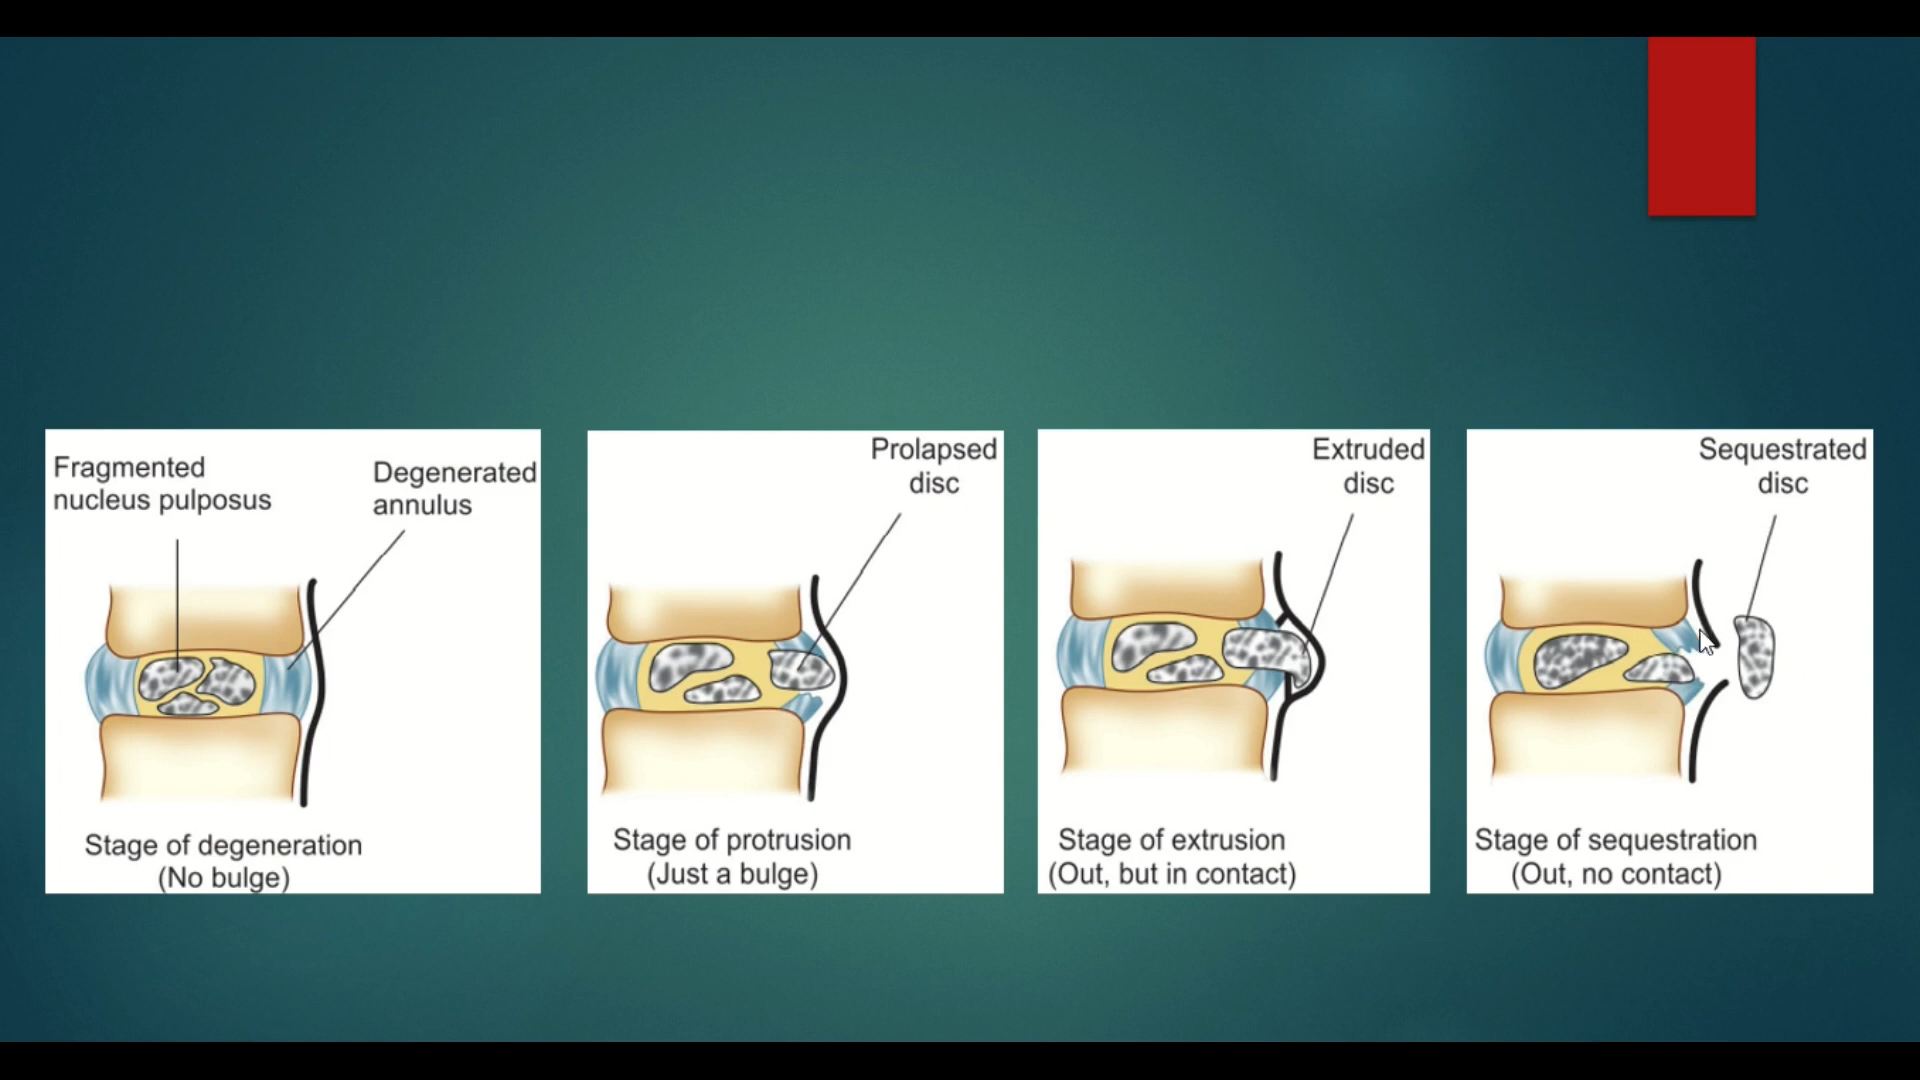 Fragmented
nucleus pulposus
Degenerated
annulus
Stage of degeneration
(No bulge)
Prolapsed
disc
Stage of protrusion
(Just a bulge)
Extruded
disc
Stage of extrusion
(Out, but in contact)
Sequestrated
disc
Stage of sequestration
(Out, no contact)